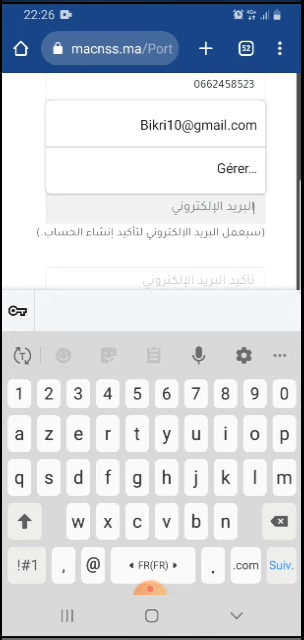 22:26
macnss.ma/Port
52
0662458523
Bikri10@gmail.com
Gérer...
البريد الإلكتروني
(سيعمل البريد الإلكتروني لتأكيد إنشاء الحساب.)
تأكيد البريد الإلكتروني
1 2 3 4 5 6 7 8 9 0
a z e r t y u i o p
q s d f g h j k l m
w x c v b n
!#1 , @ FR(FR) . .com Suiv.